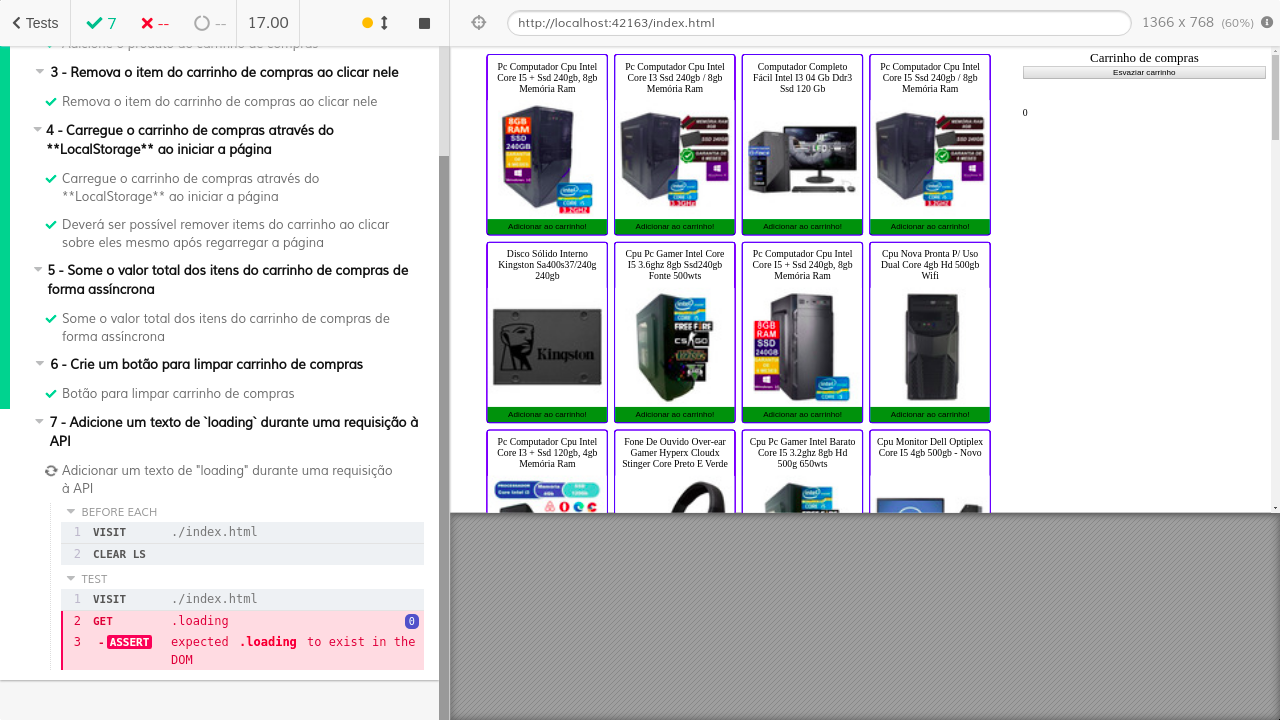 Tests
7
--
--
17.00
http://localhost:42163/index.html
1366 x 768 (60%)
Adicione o produto ao carrinho de compras
3 - Remova o item do carrinho de compras ao clicar nele
Remova o item do carrinho de compras ao clicar nele
4 - Carregue o carrinho de compras através do
**LocalStorage** ao iniciar a página
Carregue o carrinho de compras através do
**LocalStorage** ao iniciar a página
Deverá ser possível remover items do carrinho ao clicar
sobre eles mesmo após regarregar a página
5 - Some o valor total dos itens do carrinho de compras de
forma assíncrona
Some o valor total dos itens do carrinho de compras de
forma assíncrona
6 - Crie um botão para limpar carrinho de compras
Botão para limpar carrinho de compras
7 - Adicione um texto de `loading` durante uma requisição à
API
Adicionar um texto de "loading" durante uma requisição
à API
BEFORE EACH
1 VISIT ./index.html
2 CLEAR LS
TEST
1 VISIT ./index.html
2 GET .loading 0
3 -ASSERT expected .loading to exist in the
DOM
Pc Computador Cpu Intel
Core I5 + Ssd 240gb, 8gb
Memória Ram
8GB
RAM
SSD
240GB
Adicionar ao carrinho!
Pc Computador Cpu Intel
Core I3 Ssd 240gb / 8gb
Memória Ram
Adicionar ao carrinho!
Computador Completo
Fácil Intel I3 04 Gb Ddr3
Ssd 120 Gb
Adicionar ao carrinho!
Pc Computador Cpu Intel
Core I5 Ssd 240gb / 8gb
Memória Ram
Adicionar ao carrinho!
Carrinho de compras
Esvaziar carrinho
0
Disco Sólido Interno
Kingston Sa400s37/240g
240gb
Kingston
Adicionar ao carrinho!
Cpu Pc Gamer Intel Core
I5 3.6ghz 8gb Ssd240gb
Fonte 500wts
FREE FIRE
CS:GO
Adicionar ao carrinho!
Pc Computador Cpu Intel
Core I5 + Ssd 240gb, 8gb
Memória Ram
8GB
RAM
SSD
240GB
Adicionar ao carrinho!
Cpu Nova Pronta P/ Uso
Dual Core 4gb Hd 500gb
Wifi
Adicionar ao carrinho!
Pc Computador Cpu Intel
Core I3 + Ssd 120gb, 4gb
Memória Ram
Fone De Ouvido Over-ear
Gamer Hyperx Cloudx
Stinger Core Preto E Verde
Cpu Pc Gamer Intel Barato
Core I5 3.2ghz 8gb Hd
500g 650wts
Cpu Monitor Dell Optiplex
Core I5 4gb 500gb - Novo